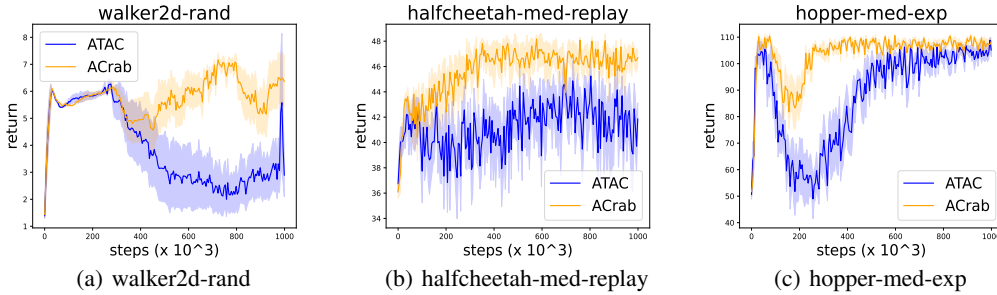 walker2d-rand
8
7
6
5
4
3
2
1
return
ATAC
ACrab
0
200
400
600
800
1000
steps (x 10^3)
(a) walker2d-rand
halfcheetah-med-replay
48
46
44
42
40
38
36
34
return
ATAC
ACrab
0
200
400
600
800
1000
steps (x 10^3)
(b) halfcheetah-med-replay
hopper-med-exp
110
100
90
80
70
60
50
40
return
ATAC
ACrab
0
200
400
600
800
1000
steps (x 10^3)
(c) hopper-med-exp